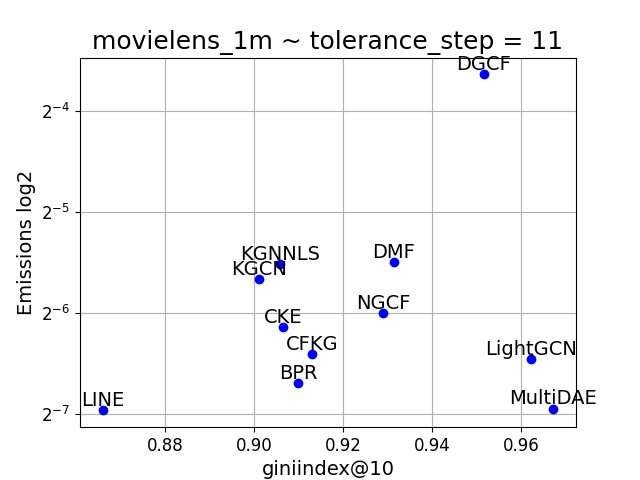 movielens_1m ~ tolerance_step = 11
DGCF
2⁻⁴
2⁻⁵
KGNNLS
DMF
KGCN
NGCF
2⁻⁶
CKE
CFKG
LightGCN
BPR
LINE
MultiDAE
2⁻⁷
0.88 0.90 0.92 0.94 0.96
giniindex@10
Emissions log2